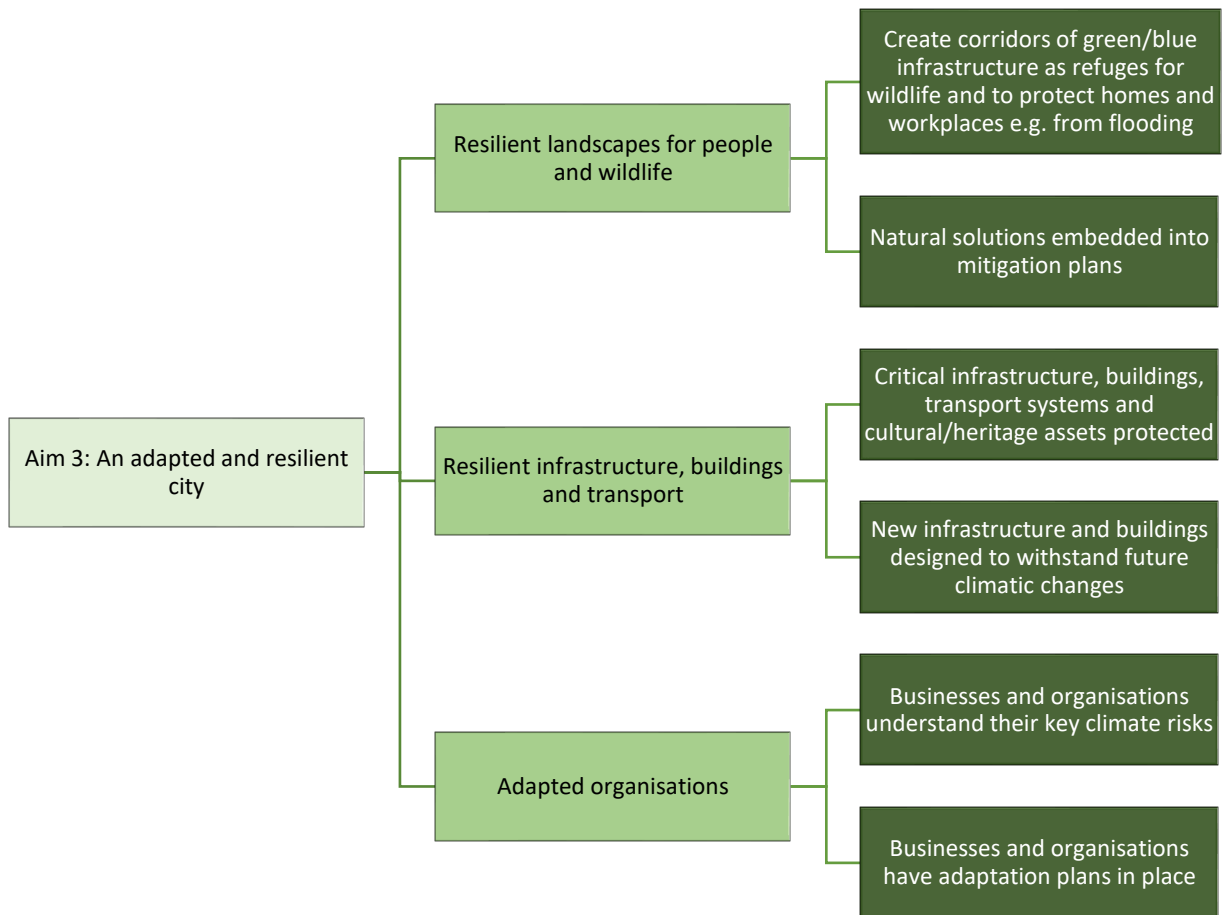 Aim 3: An adapted and resilient
city
Resilient landscapes for people
and wildlife
Create corridors of green/blue
infrastructure as refuges for
wildlife and to protect homes and
workplaces e.g. from flooding
Natural solutions embedded into
mitigation plans
Resilient infrastructure, buildings
and transport
Critical infrastructure, buildings,
transport systems and
cultural/heritage assets protected
New infrastructure and buildings
designed to withstand future
climatic changes
Adapted organisations
Businesses and organisations
understand their key climate risks
Businesses and organisations
have adaptation plans in place